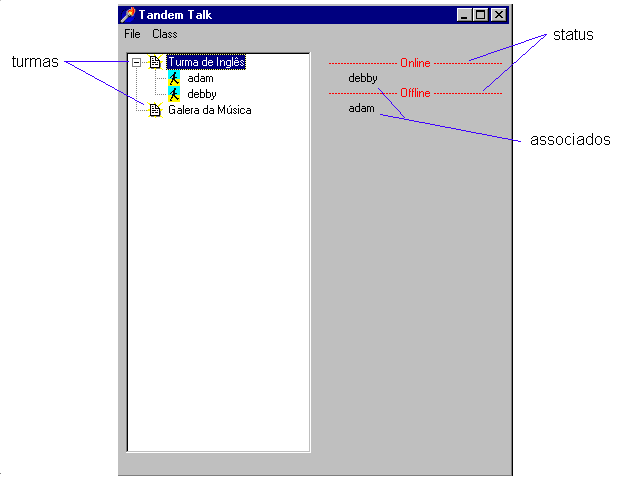 Tandem Talk
File Class
status
turmas
Turma de Inglês
adam
debby
Galera da Música
Online
debby
Offline
adam
associados